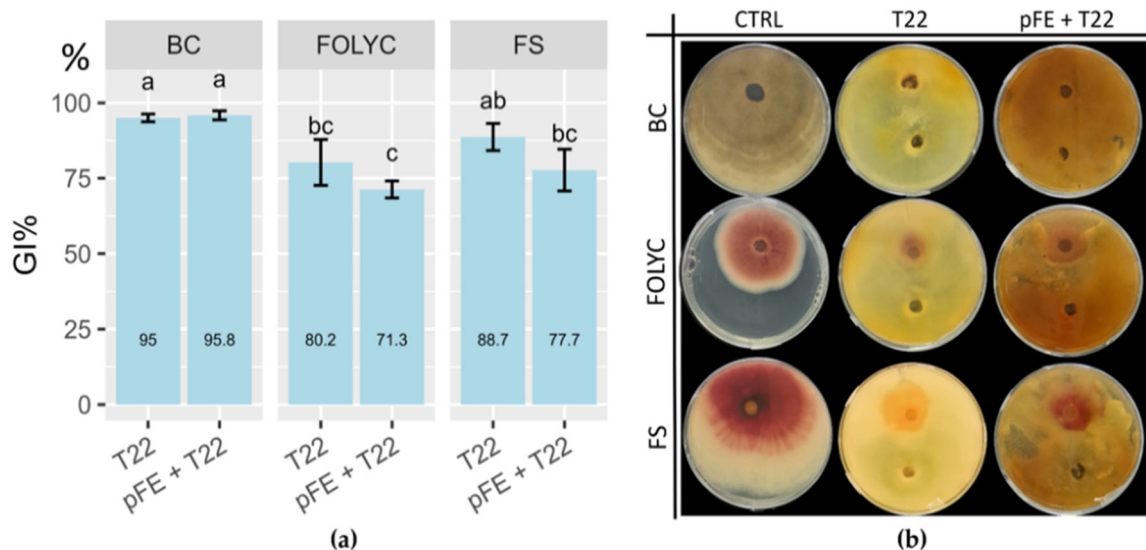 %
BC FOLYC FS
a a bc c ab bc
GI%
100
75
50
25
0
95 95.8 80.2 71.3 88.7 77.7
T22 pFE + T22 T22 pFE + T22 T22 pFE + T22
(a)
CTRL T22 pFE + T22
BC
FOLYC
FS
(b)